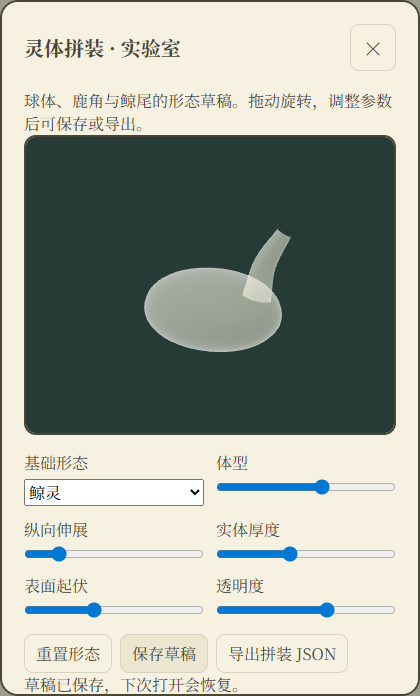 灵体拼装 · 实验室
球体、鹿角与鲸尾的形态草稿。拖动旋转，调整参数
后可保存或导出。
基础形态
体型
鲸灵
纵向伸展
实体厚度
表面起伏
透明度
重置形态
保存草稿
导出拼装 JSON
草稿已保存，下次打开会恢复。